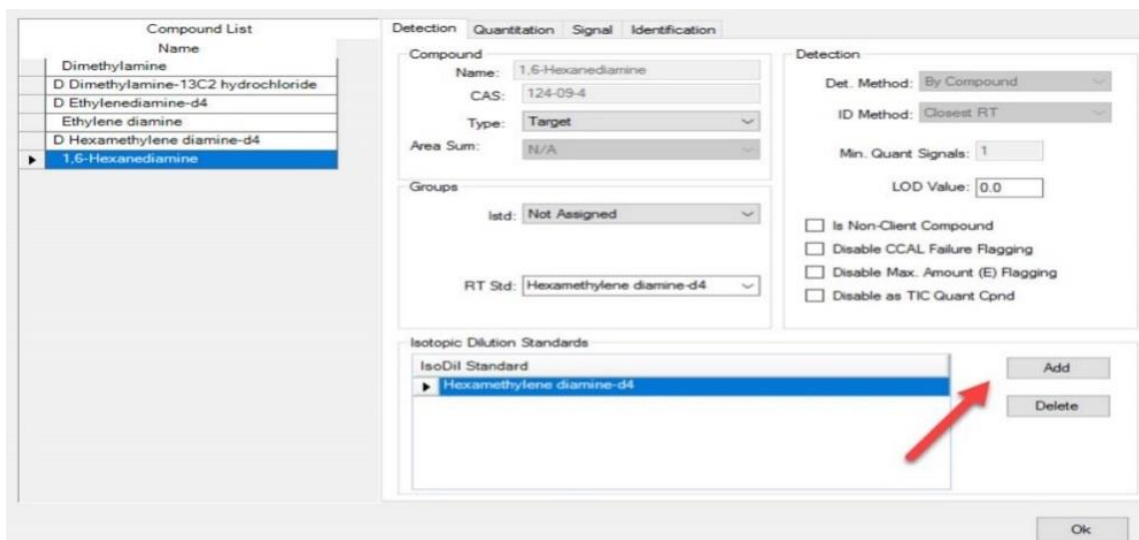 Compound List
Name
Dimethylamine
D Dimethylamine-13C2 hydrochloride
D Ethylenediamine-d4
Ethylene diamine
D Hexamethylene diamine-d4
1,6-Hexanediamine
Detection Quantitation Signal Identification
Compound
Name: 1,6-Hexanediamine
CAS: 124-09-4
Type: Target
Area Sum: N/A
Groups
Istd: Not Assigned
RT Std: Hexamethylene diamine-d4
Detection
Det. Method: By Compound
ID Method: Closest RT
Min. Quant Signals: 1
LOD Value: 0.0
Is Non-Client Compound
Disable CCAL Failure Flagging
Disable Max. Amount (E) Flagging
Disable as TIC Quant Cpnd
Isotopic Dilution Standards
IsoDil Standard
Hexamethylene diamine-d4
Add
Delete
Ok